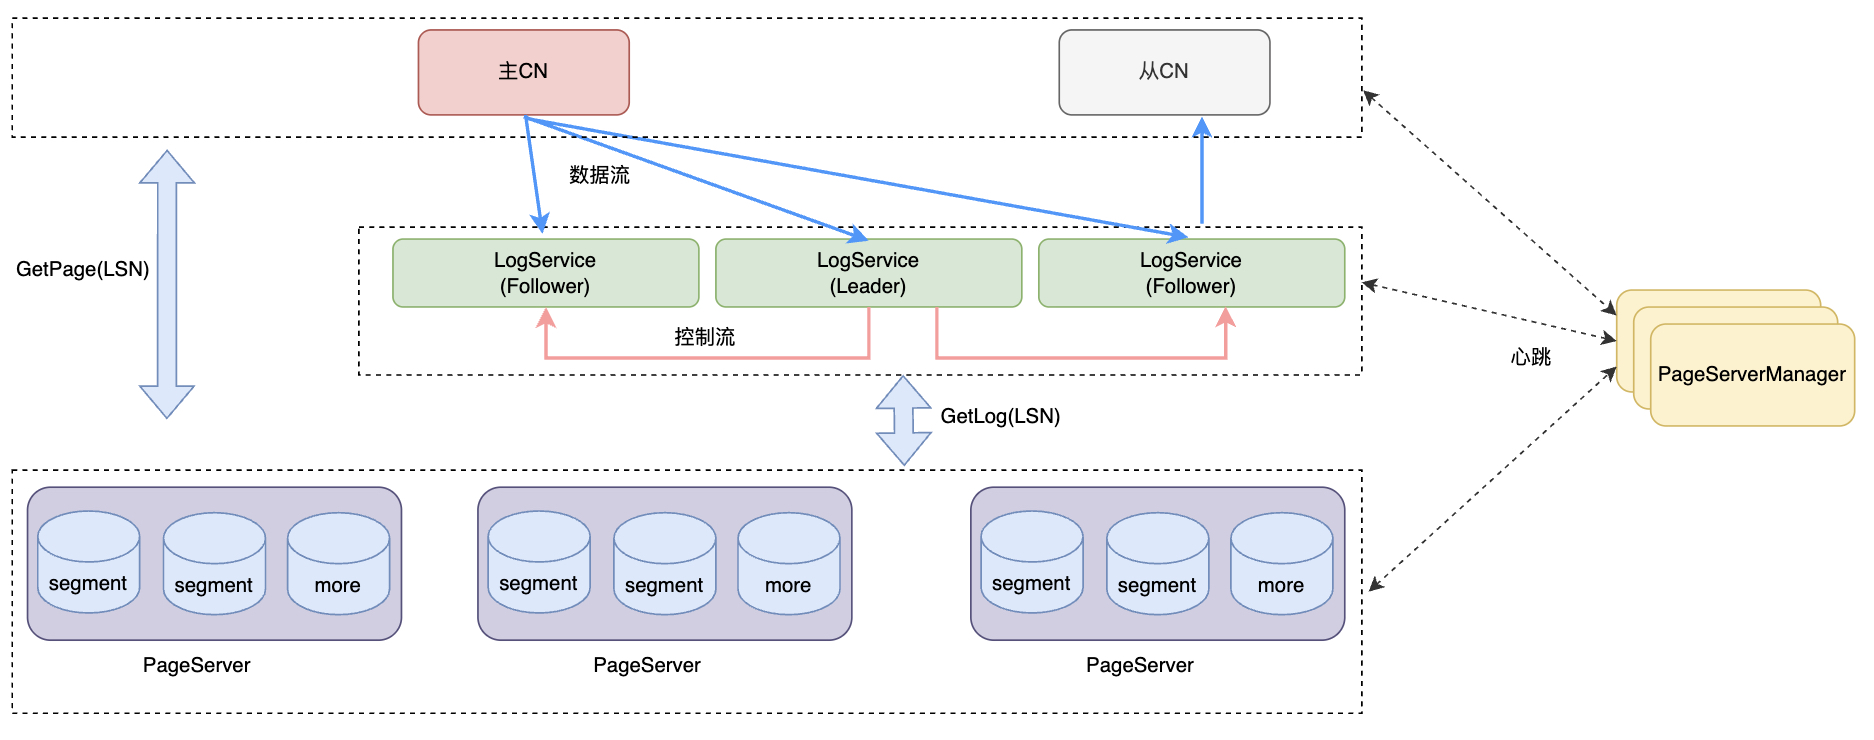 主CN
从CN
数据流
GetPage(LSN)
LogService
(Follower)
LogService
(Leader)
LogService
(Follower)
控制流
心跳
PageServerManager
GetLog(LSN)
segment
segment
more
segment
segment
more
segment
segment
more
PageServer
PageServer
PageServer